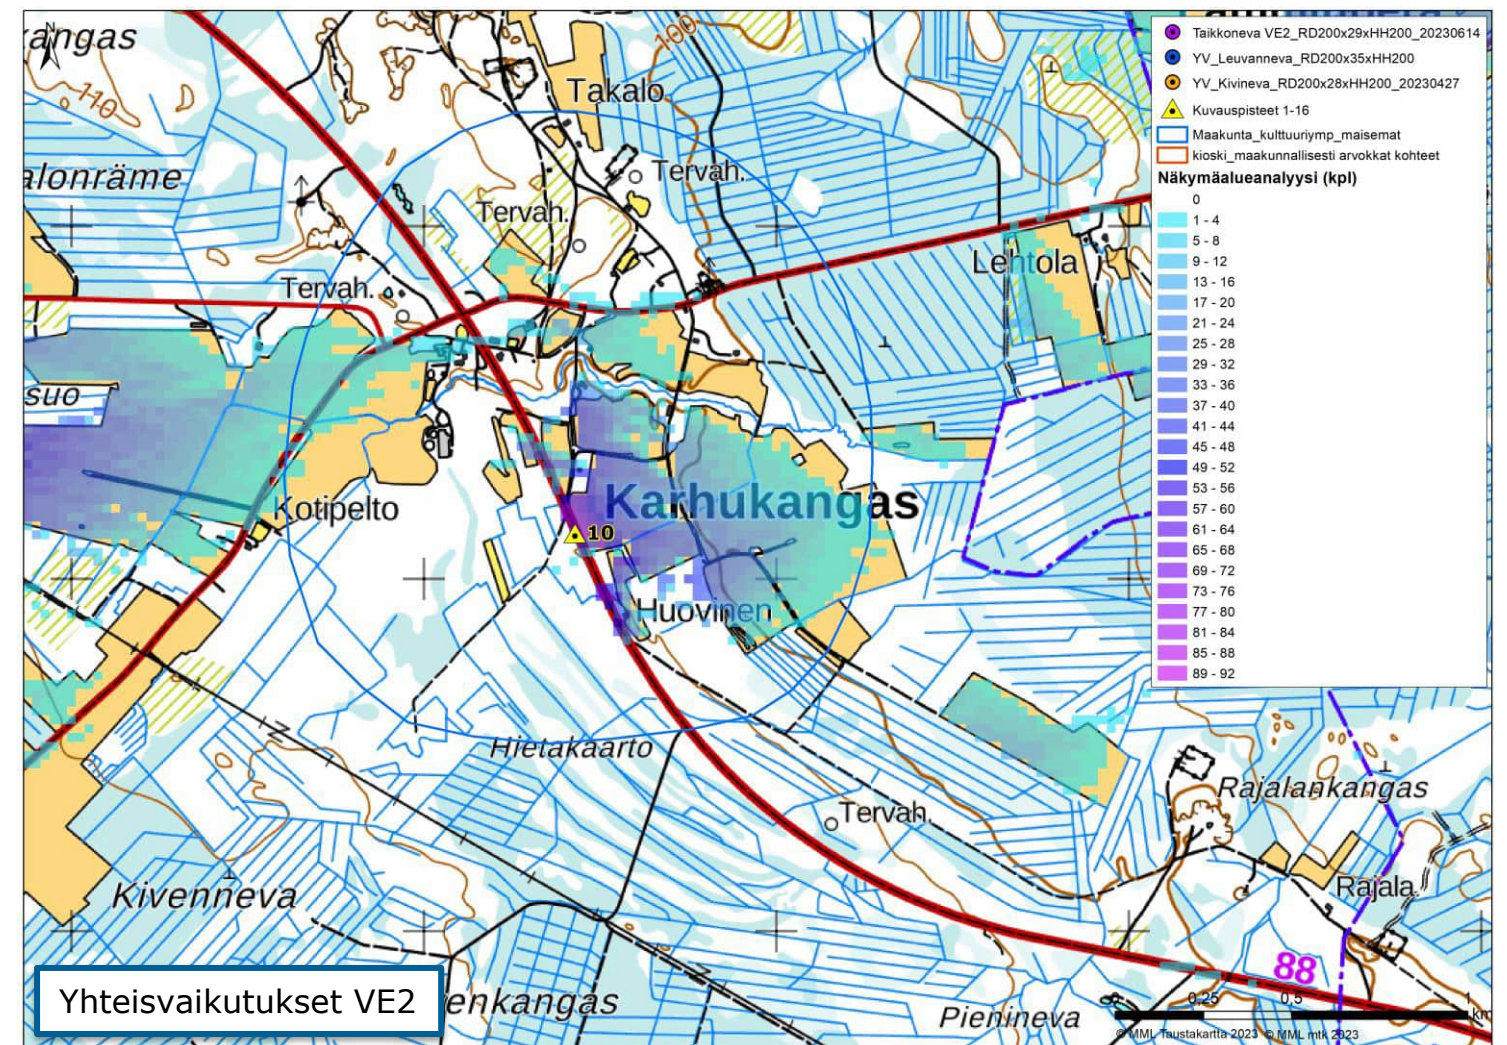 N
kangas
110
100
Takalo
alonräme
Tervah.
Tervah.
Tervah.
Lehtola
suo
Kotipelto
Karhukangas
10
Huovinen
Hietakaarto
Rajalankangas
Tervah.
Rajala
Kivenneva
88
enkangas
Pienineva
Yhteisvaikutukset VE2
Taikkoneva VE2_RD200x29xHH200_20230614
YV_Leuvanneva_RD200x35xHH200
YV_Kivineva_RD200x28xHH200_20230427
Kuvauspisteet 1-16
Maakunta_kulttuuriymp_maisemat
kioski_maakunnallisesti arvokkat kohteet
Näkymäalueanalyysi (kpl)
0
1 - 4
5 - 8
9 - 12
13 - 16
17 - 20
21 - 24
25 - 28
29 - 32
33 - 36
37 - 40
41 - 44
45 - 48
49 - 52
53 - 56
57 - 60
61 - 64
65 - 68
69 - 72
73 - 76
77 - 80
81 - 84
85 - 88
89 - 92
0,25 0,5 1
km
© MML Taustakartta 2023 © MML mtk 2023